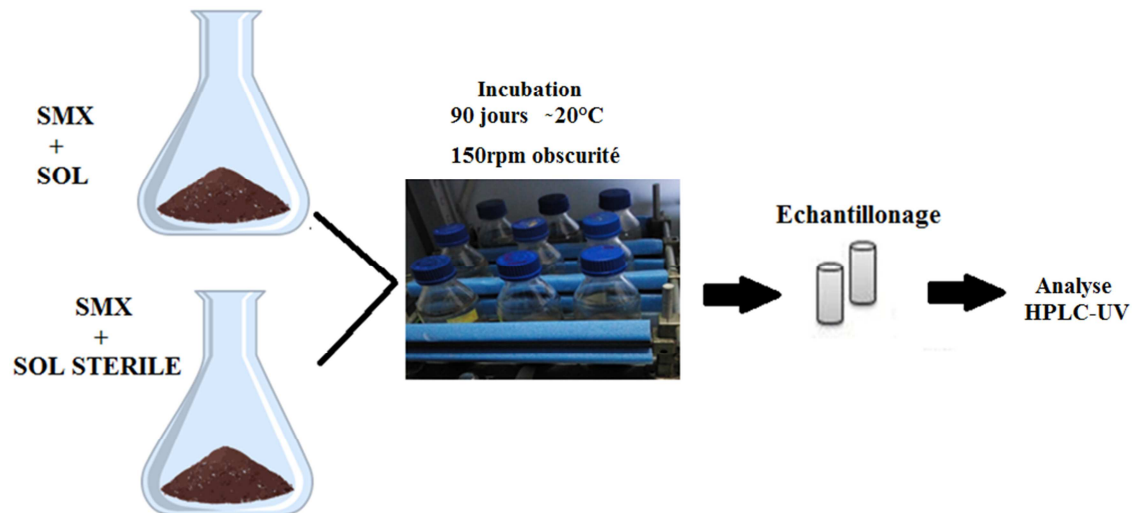 SMX
+
SOL
SMX
+
SOL STERILE
Incubation
90 jours ~20°C
150rpm obscurité
Echantillonage
Analyse
HPLC-UV